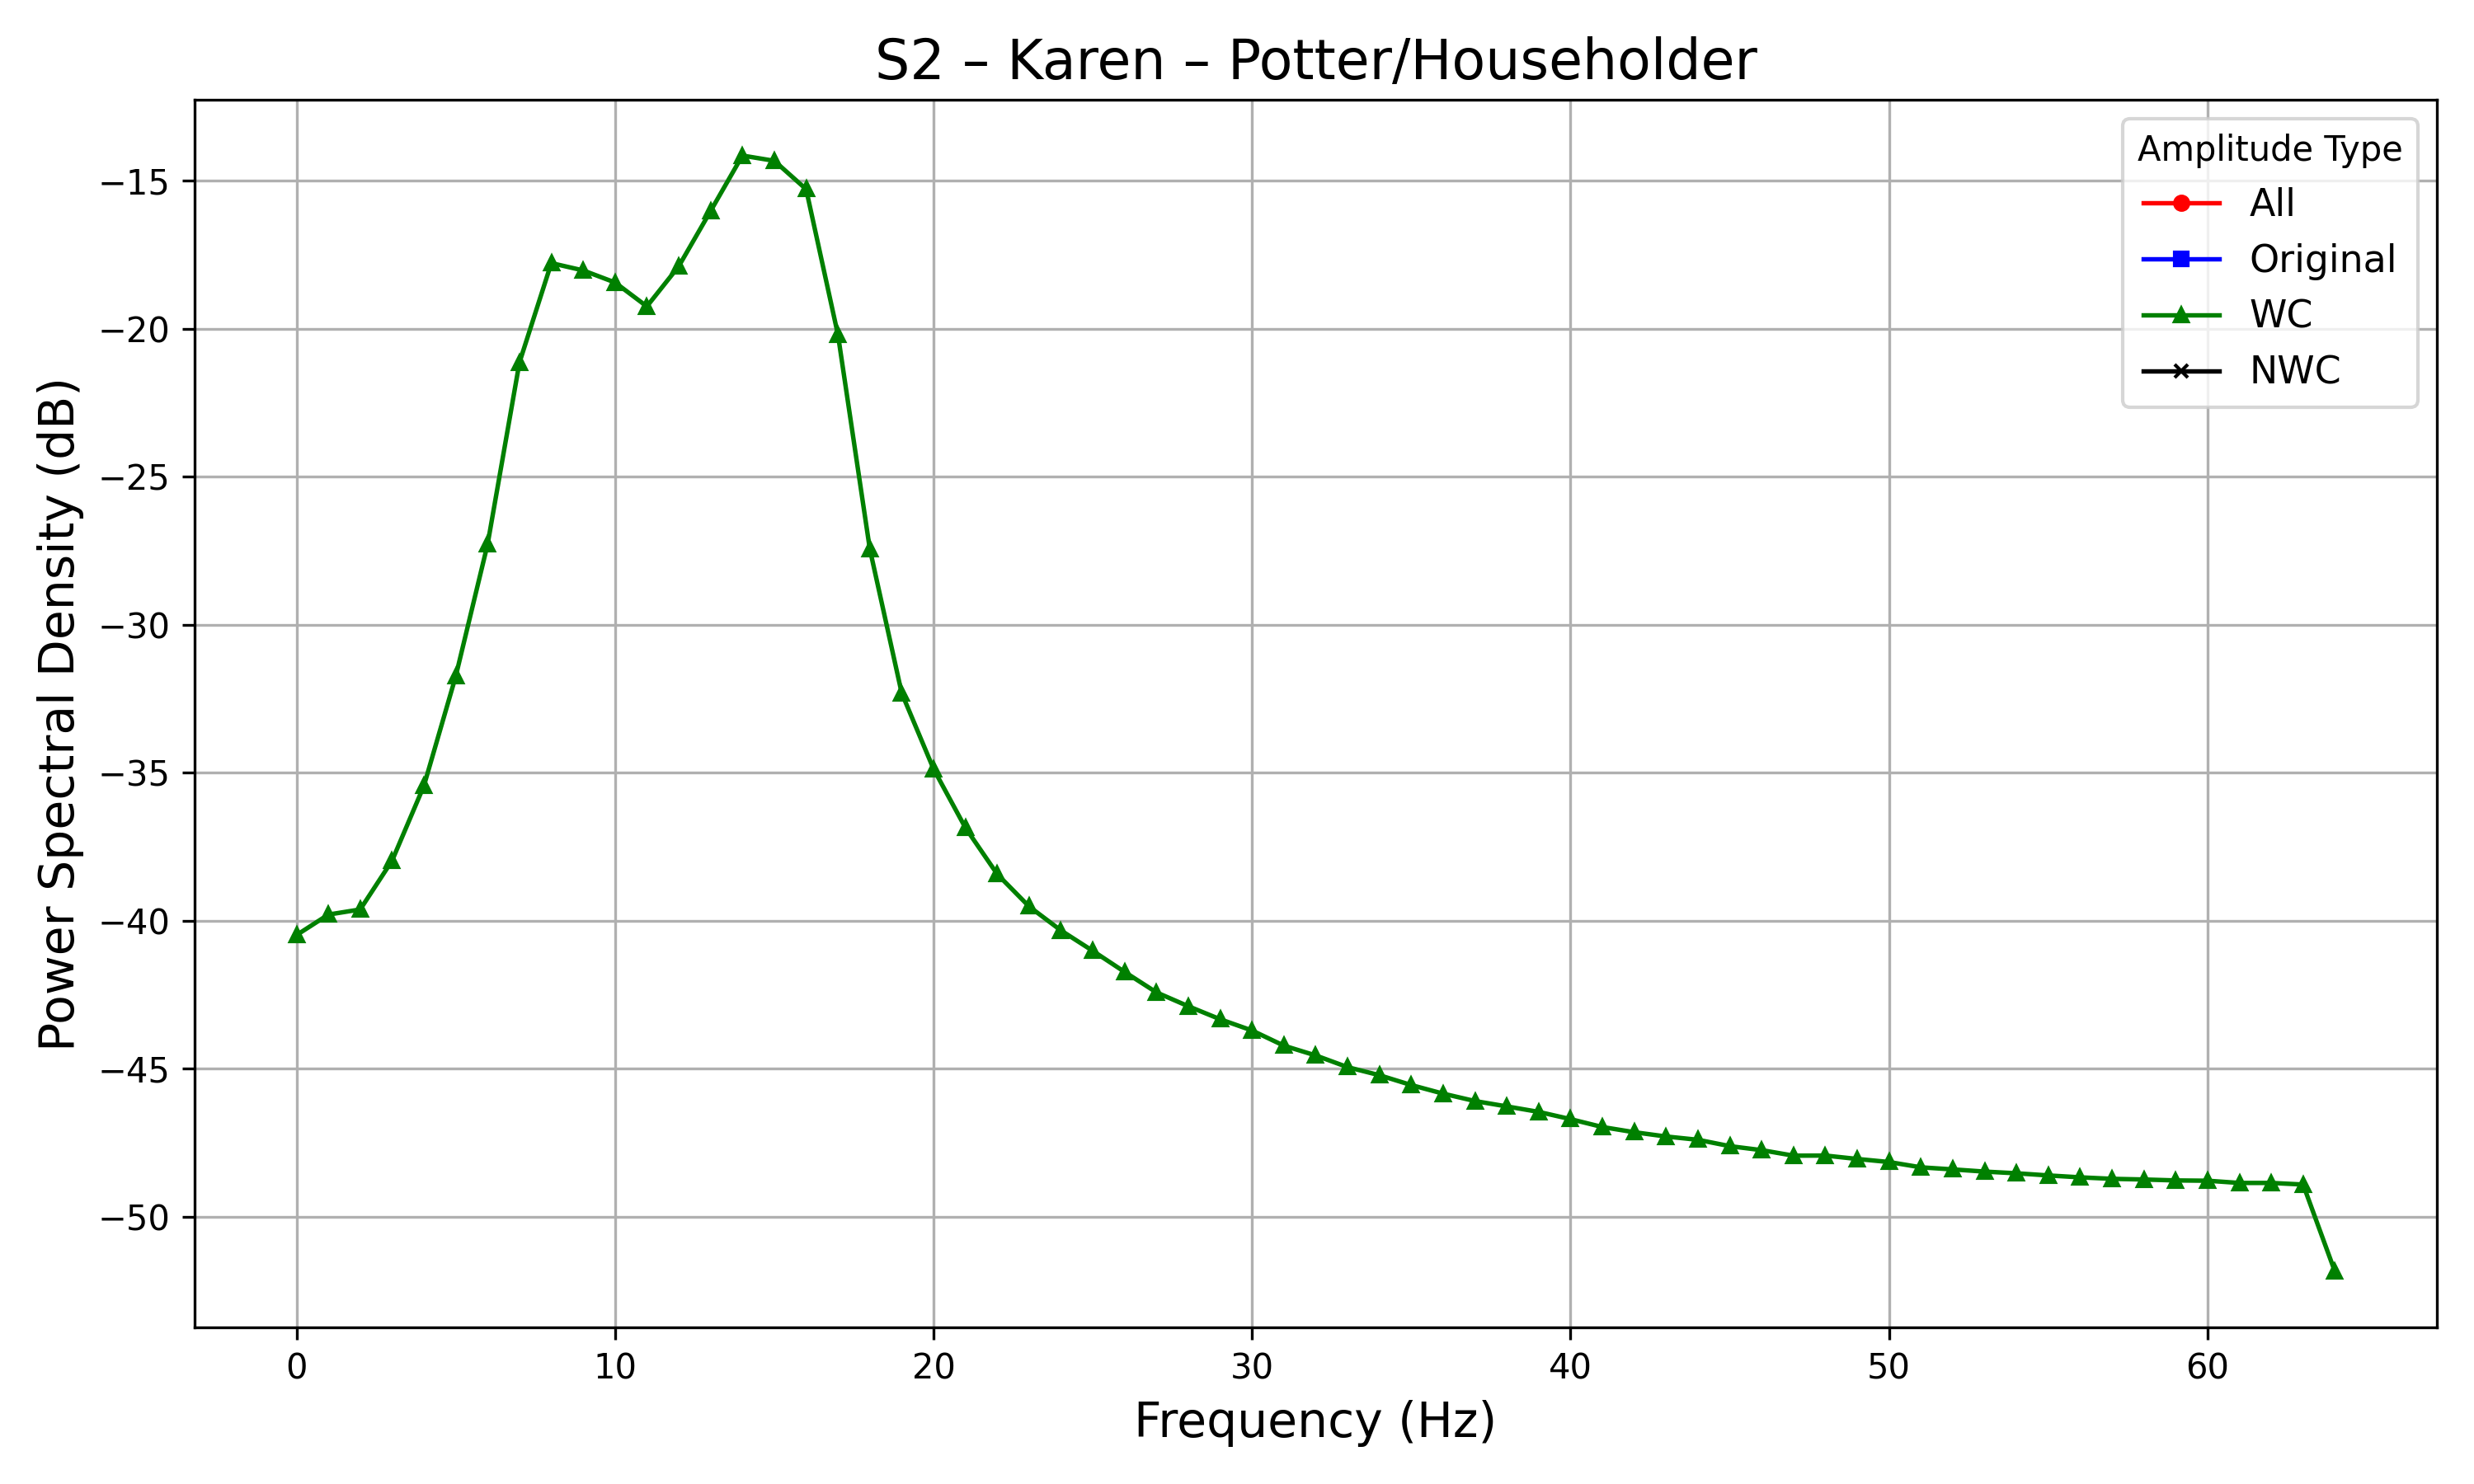 S2 – Karen – Potter/Householder
Amplitude Type
All
Original
WC
NWC
Power Spectral Density (dB)
−15
−20
−25
−30
−35
−40
−45
−50
0 10 20 30 40 50 60
Frequency (Hz)